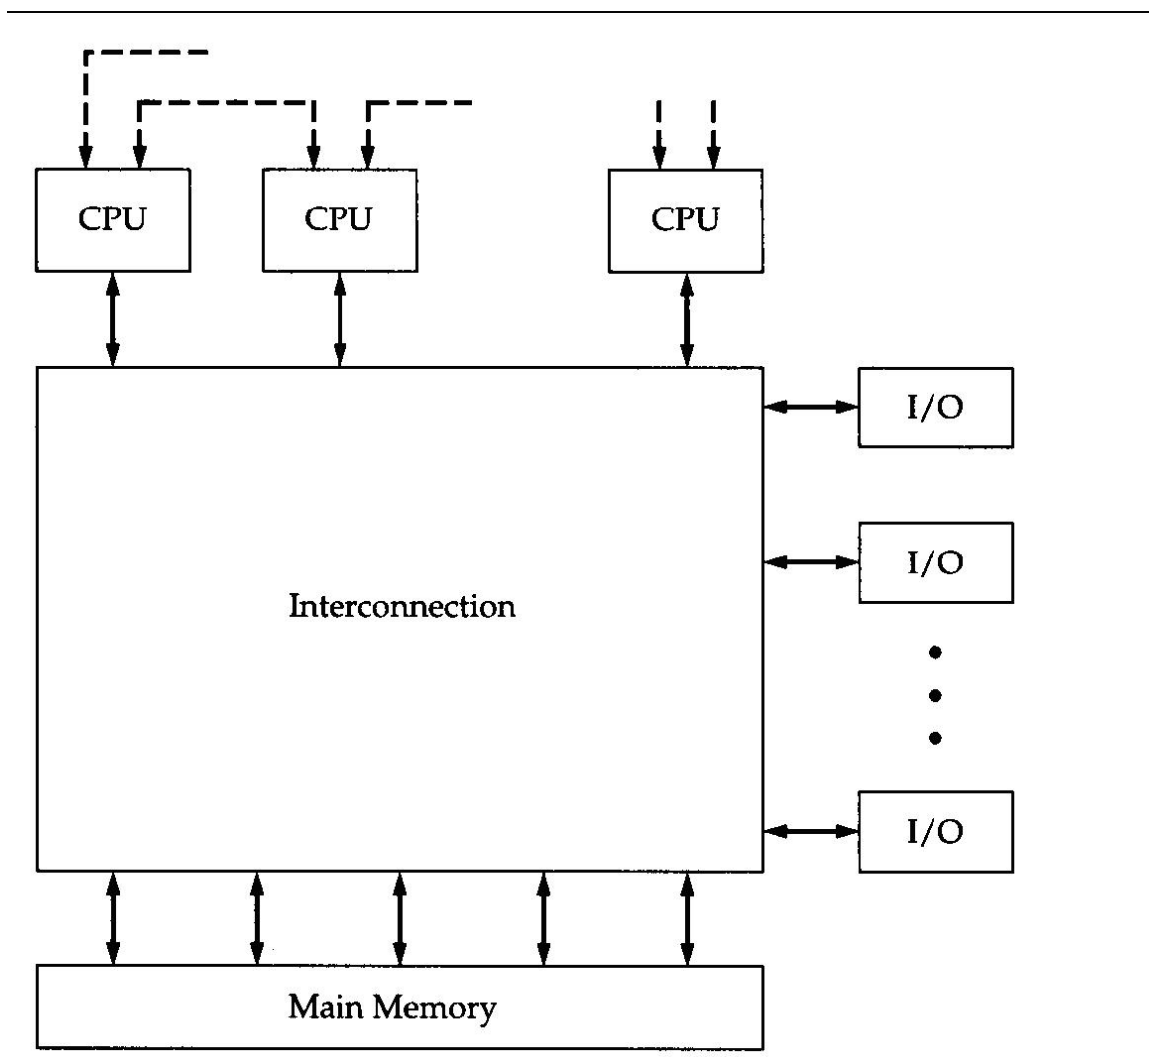 CPU
CPU
CPU
I/O
I/O
Interconnection
I/O
Main Memory